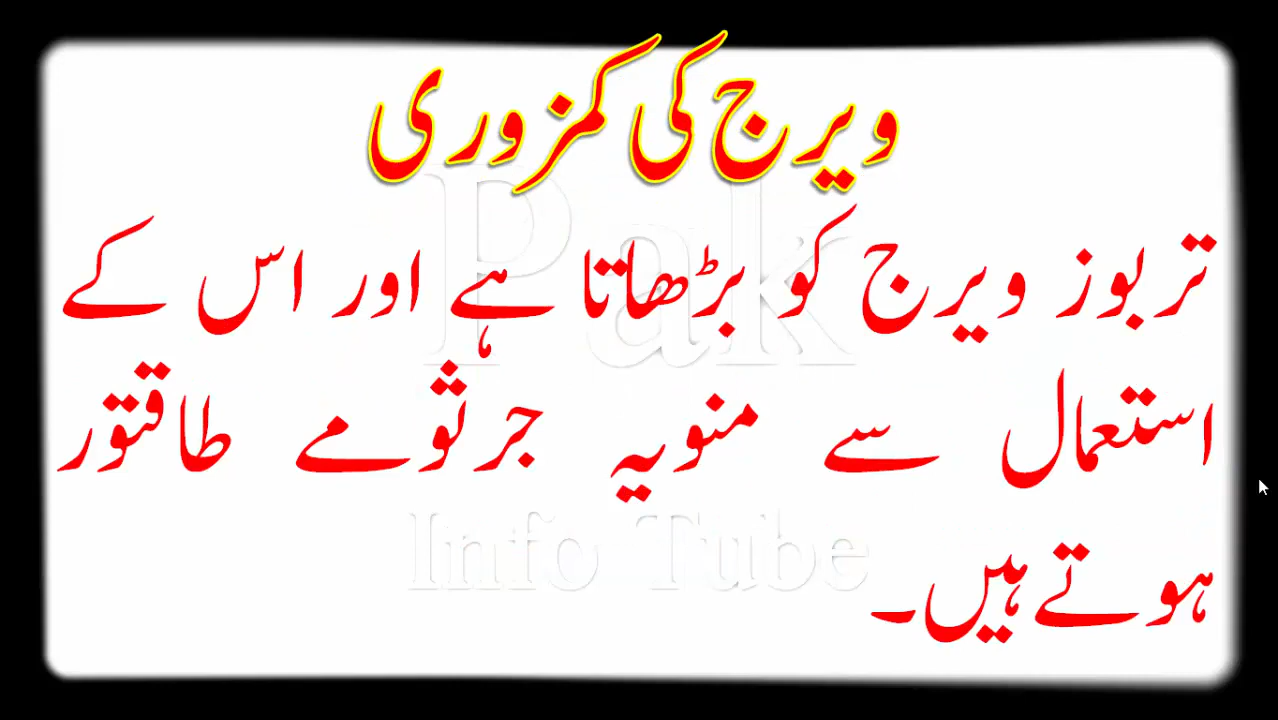 ویرج کی کمزوری
تربوز ویرج کو بڑھاتا ہے اور اس کے
استعمال سے منویہ جرثومے طاقتور
ہوتے ہیں۔
Pak
Info Tube